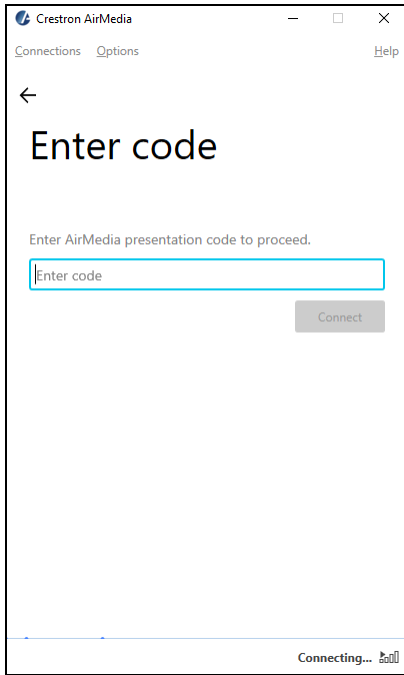 Crestron AirMedia
Connections Options Help
Enter code
Enter AirMedia presentation code to proceed.
Enter code
Connect
Connecting...